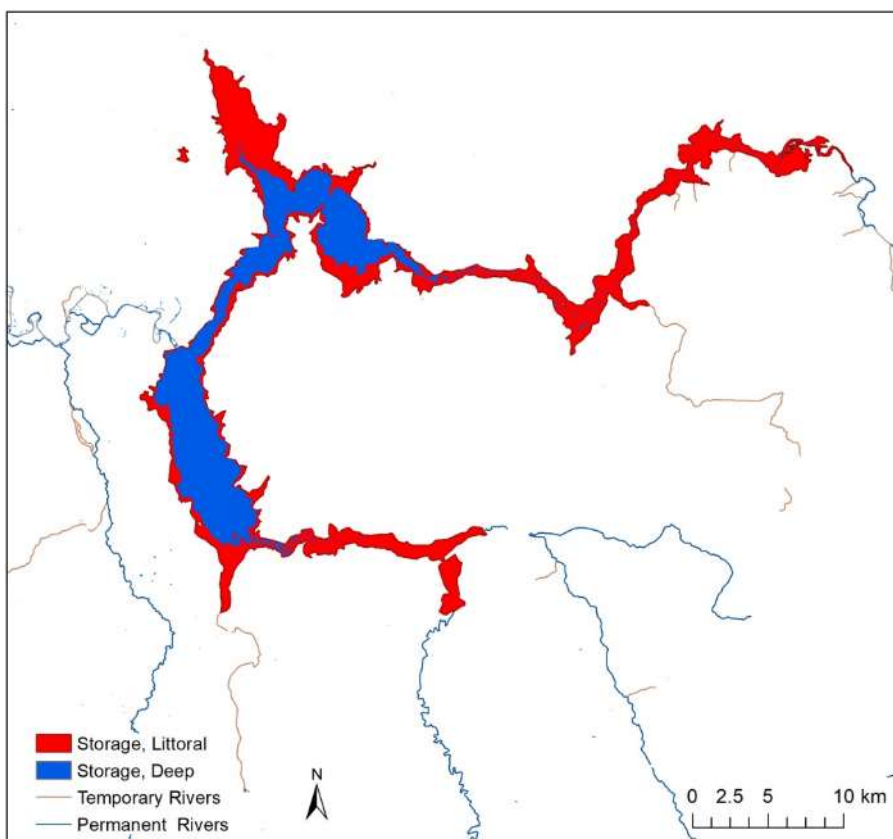 Storage, Littoral
Storage, Deep
Temporary Rivers
Permanent Rivers
N
0 2.5 5 10 km